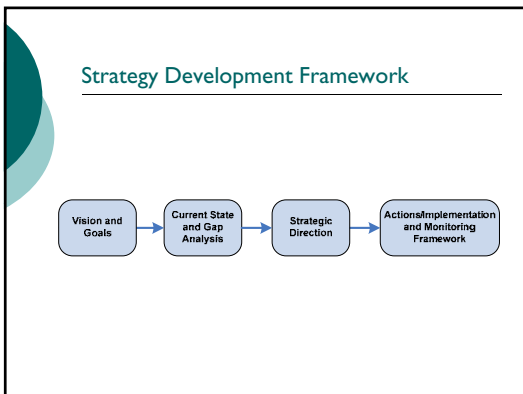 Strategy Development Framework
Vision and
Goals
Current State
and Gap
Analysis
Strategic
Direction
Actions/Implementation
and Monitoring
Framework